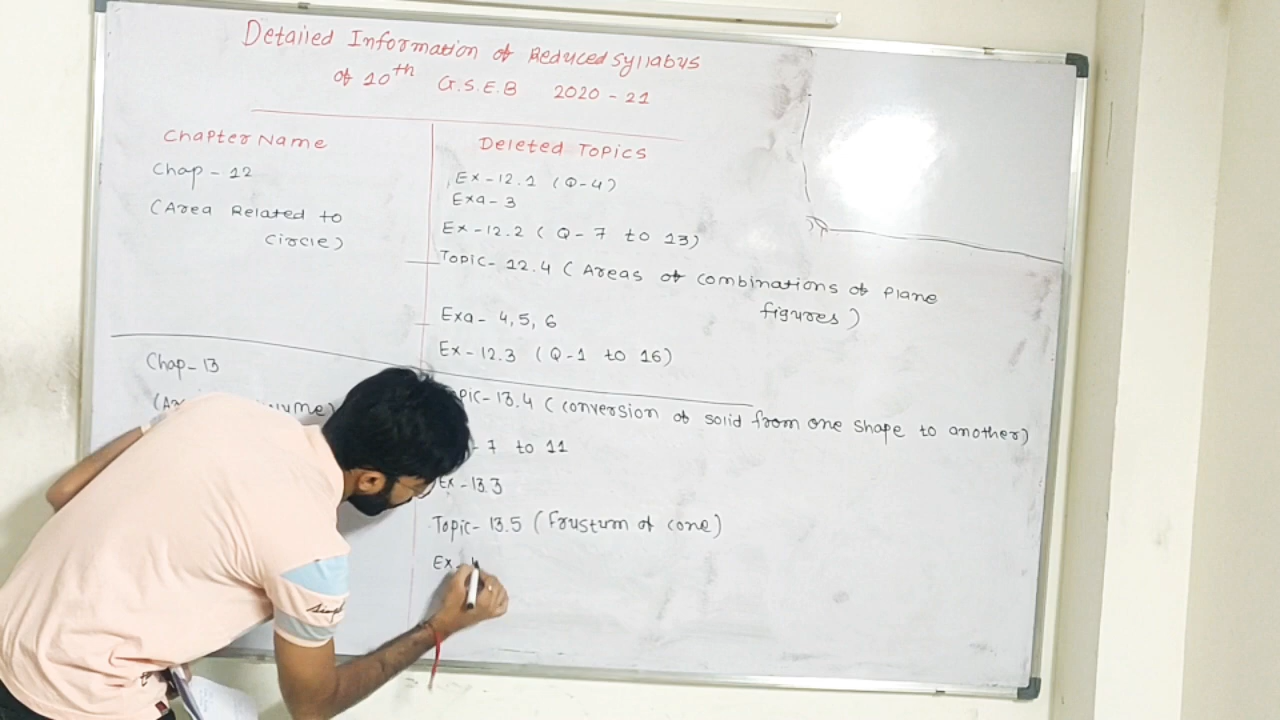 Detailed Information of Reduced Syllabus
of 10th G.S.E.B 2020-21
Chapter Name
Deleted Topics
Chap-12
(Area Related to
circle)
Ex-12.1 (Q-4)
Exa-3
Ex-12.2 (Q-7 to 13)
Topic-12.4 (Areas of combinations of plane
figures)
Exa-4,5,6
Ex-12.3 (Q-1 to 16)
Chap-13
13.4 (conversion of solid from one shape to another)
7 to 11
Ex-13.3
Topic-13.5 (frustum of cone)
Ex-